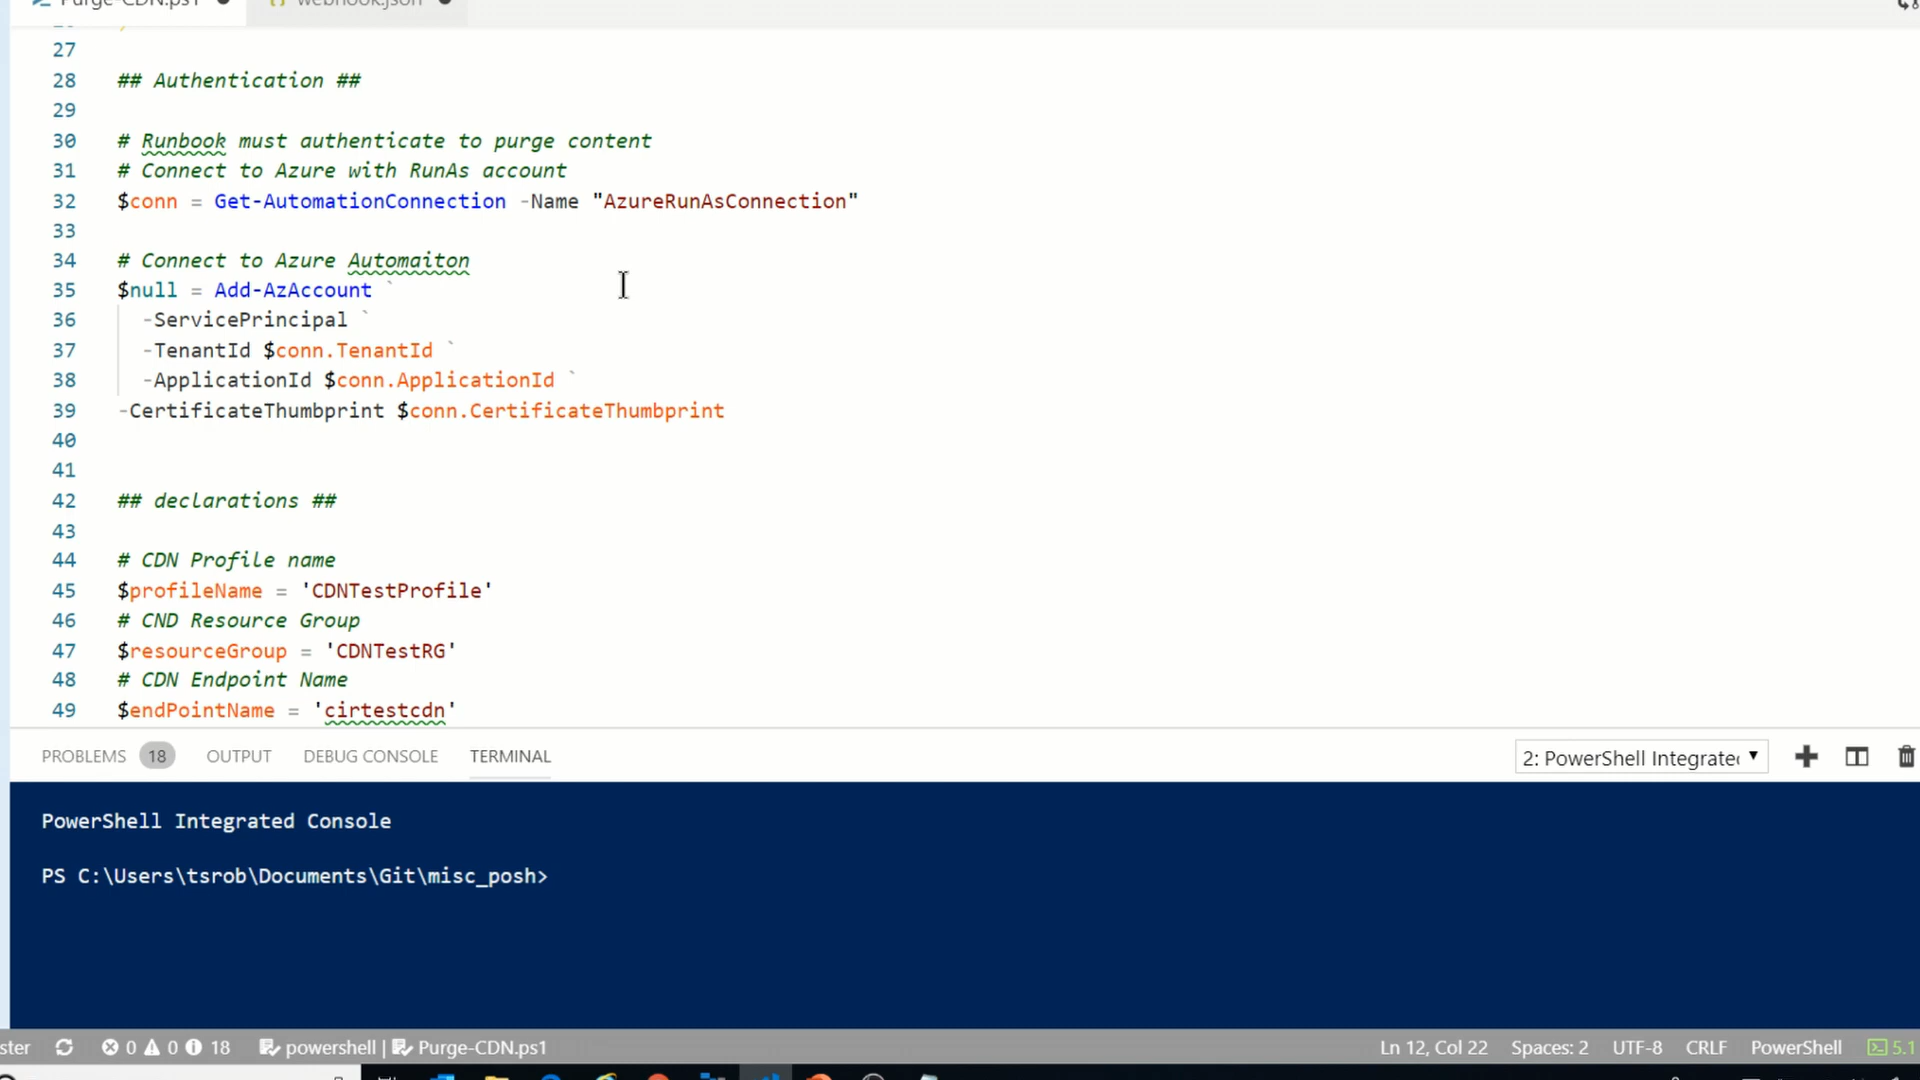 Purge-CDN.ps1 webhook.json
27
28 ## Authentication ##
29
30 # Runbook must authenticate to purge content
31 # Connect to Azure with RunAs account
32 $conn = Get-AutomationConnection -Name "AzureRunAsConnection"
33
34 # Connect to Azure Automaiton
35 $null = Add-AzAccount `
36 -ServicePrincipal `
37 -TenantId $conn.TenantId `
38 -ApplicationId $conn.ApplicationId `
39 -CertificateThumbprint $conn.CertificateThumbprint
40
41
42 ## declarations ##
43
44 # CDN Profile name
45 $profileName = 'CDNTestProfile'
46 # CND Resource Group
47 $resourceGroup = 'CDNTestRG'
48 # CDN Endpoint Name
49 $endPointName = 'cirtestcdn'
PROBLEMS 18 OUTPUT DEBUG CONSOLE TERMINAL 2: PowerShell Integrate
PowerShell Integrated Console
PS C:\Users\tsrob\Documents\Git\misc_posh>
ster 0 0 18 powershell | Purge-CDN.ps1 Ln 12, Col 22 Spaces: 2 UTF-8 CRLF PowerShell 5.1